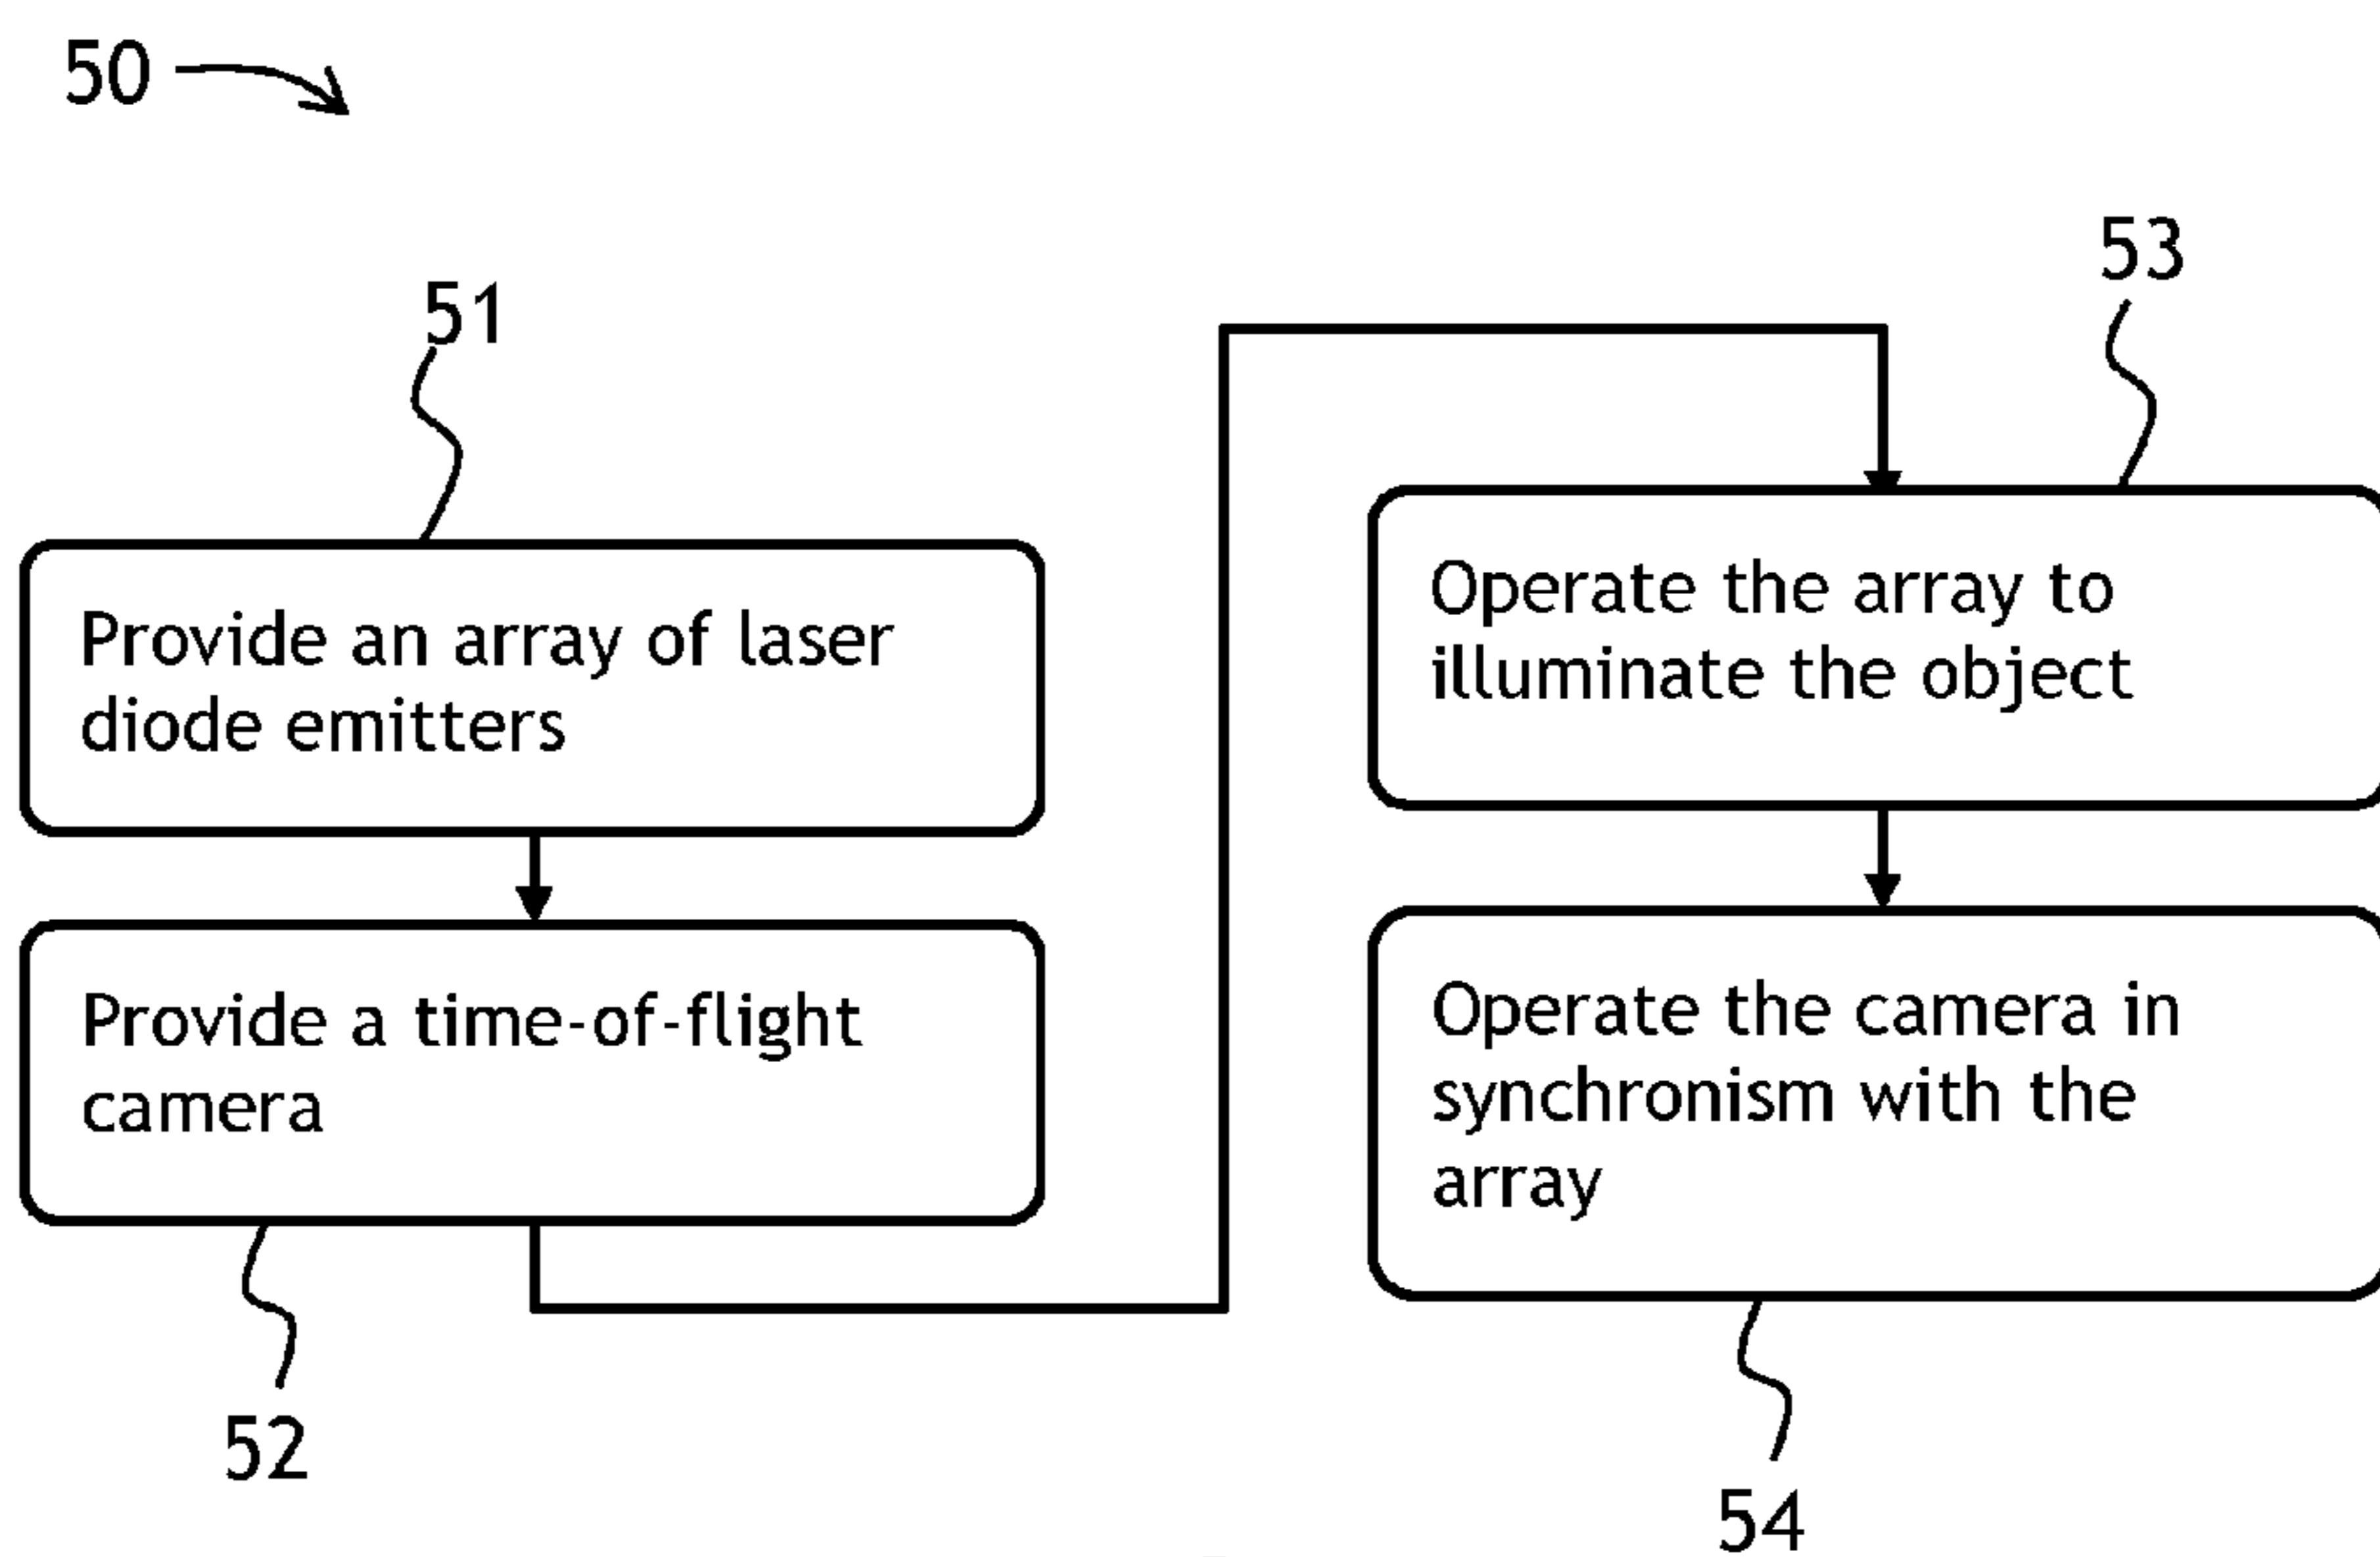 50
51
Provide an array of laser
diode emitters
Provide a time-of-flight
camera
52
53
Operate the array to
illuminate the object
Operate the camera in
synchronism with the
array
54